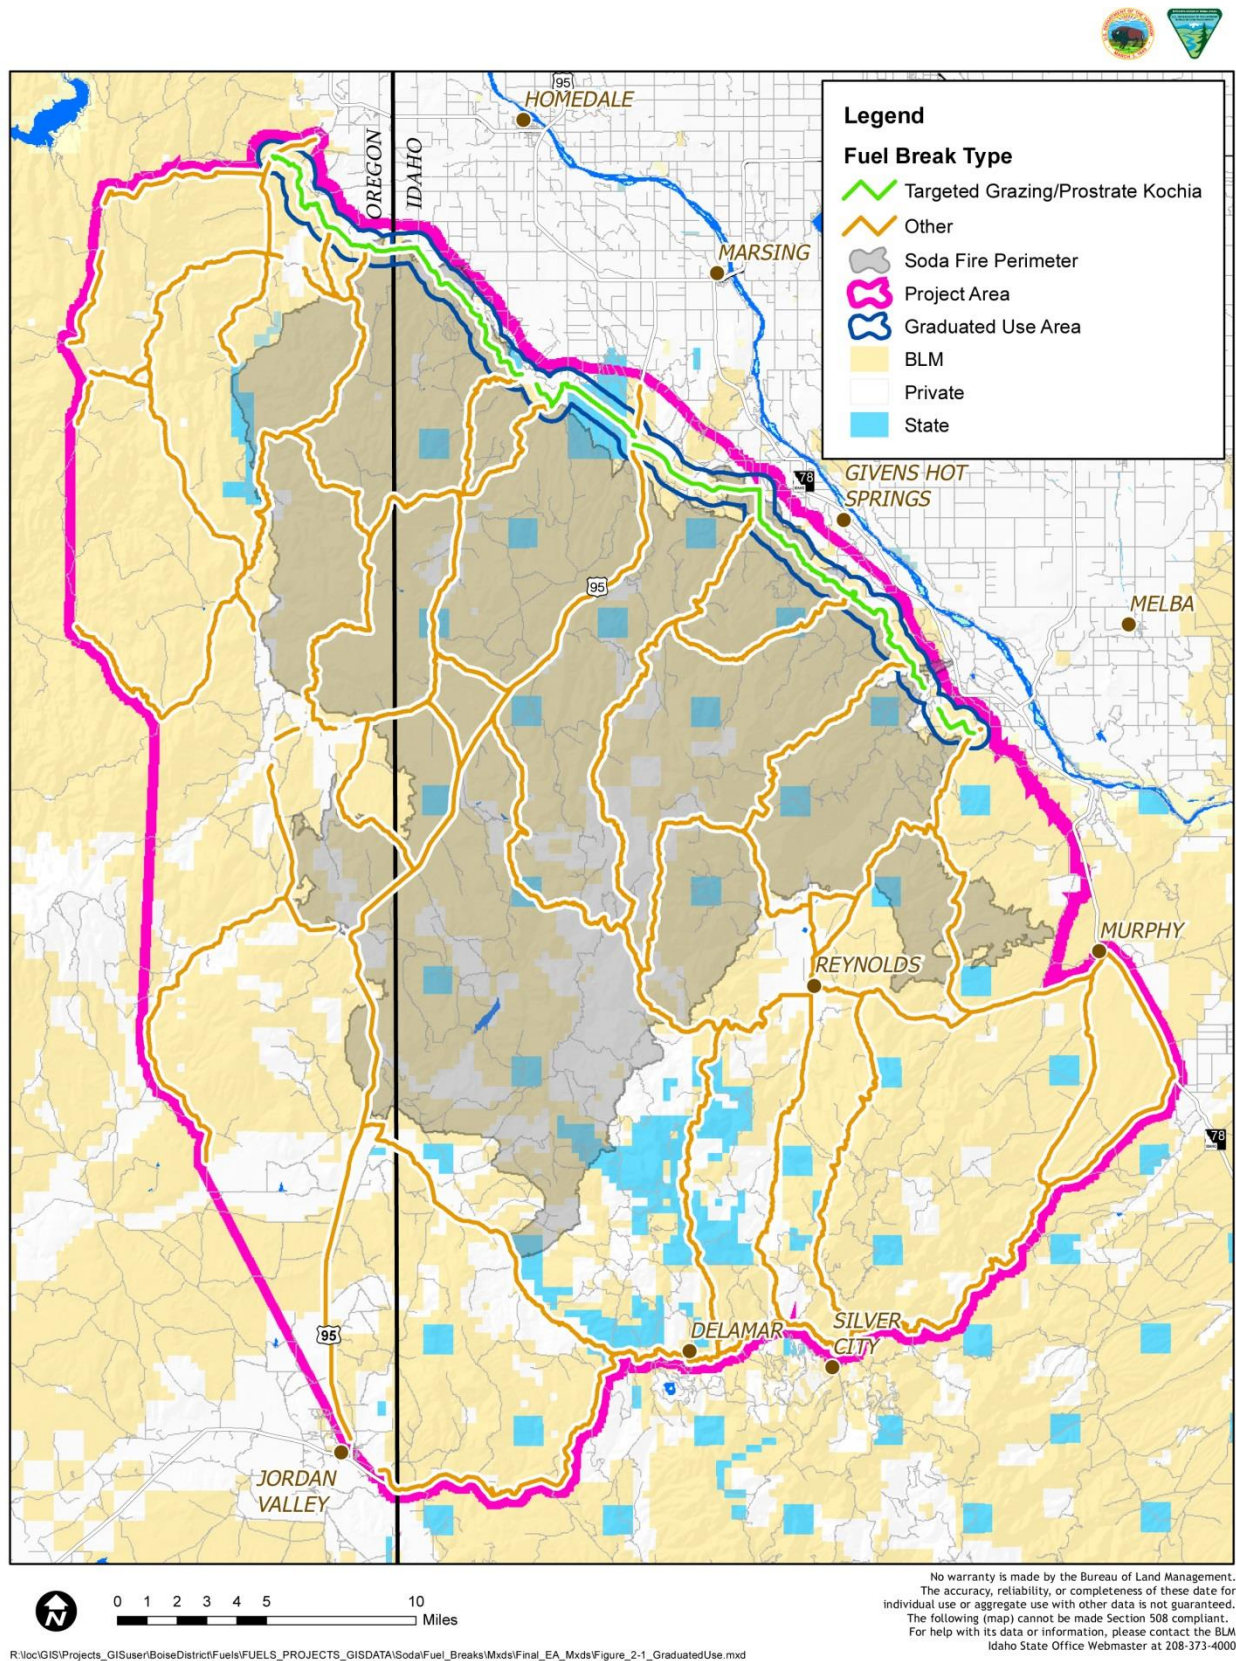 95
HOMEDALE
OREGON
IDAHO
MARSING
Legend
Fuel Break Type
Targeted Grazing/Prostrate Kochia
Other
Soda Fire Perimeter
Project Area
Graduated Use Area
BLM
Private
State
78
GIVENS HOT
SPRINGS
95
MELBA
MURPHY
REYNOLDS
78
95
DELAMAR
SILVER
CITY
JORDAN
VALLEY
N
0 1 2 3 4 5 10
Miles
No warranty is made by the Bureau of Land Management.
The accuracy, reliability, or completeness of these date for
individual use or aggregate use with other data is not guaranteed.
The following (map) cannot be made Section 508 compliant.
For help with its data or information, please contact the BLM
Idaho State Office Webmaster at 208-373-4000
R:\loc\GIS\Projects_GISuser\BoiseDistrict\Fuels\FUELS_PROJECTS_GISDATA\Soda\Fuel_Breaks\Mxds\Final_EA_Mxds\Figure_2-1_GraduatedUse.mxd